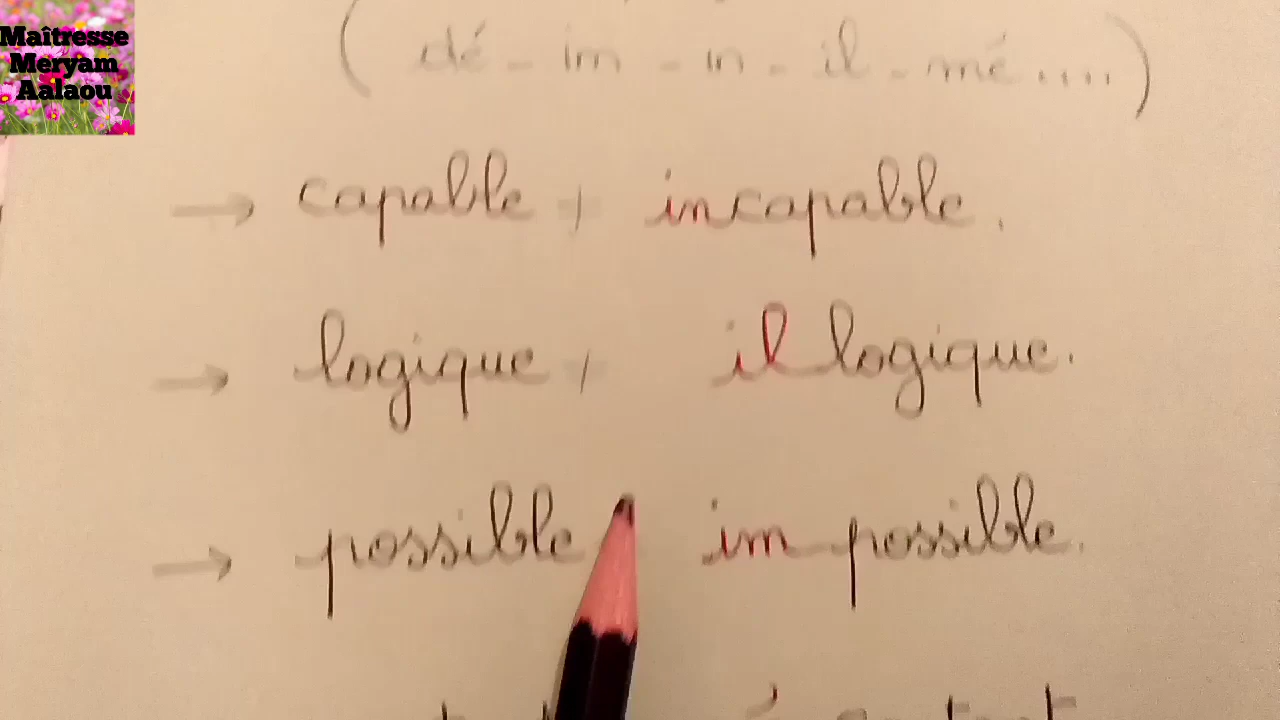 Maîtresse
Meryam
Aalaou
( dé - im - in - il - mé .... )
→ capable ≠ incapable.
→ logique ≠ illogique.
→ possible impossible.